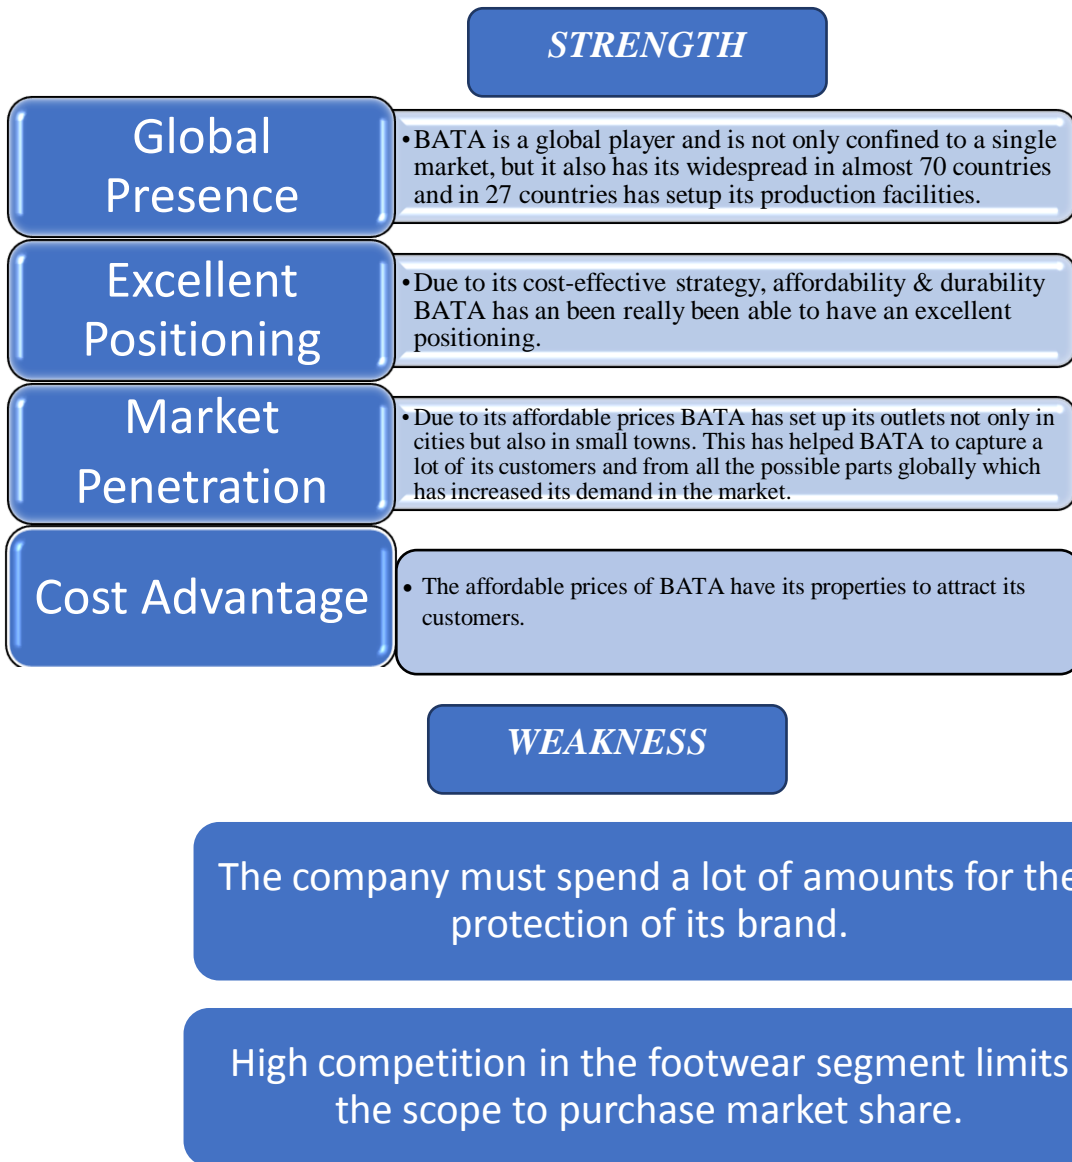 STRENGTH
Global
Presence
•BATA is a global player and is not only confined to a single
market, but it also has its widespread in almost 70 countries
and in 27 countries has setup its production facilities.
Excellent
Positioning
•Due to its cost-effective strategy, affordability & durability
BATA has an been really been able to have an excellent
positioning.
Market
Penetration
•Due to its affordable prices BATA has set up its outlets not only in
cities but also in small towns. This has helped BATA to capture a
lot of its customers and from all the possible parts globally which
has increased its demand in the market.
Cost Advantage
• The affordable prices of BATA have its properties to attract its
customers.
WEAKNESS
The company must spend a lot of amounts for the
protection of its brand.
High competition in the footwear segment limits
the scope to purchase market share.